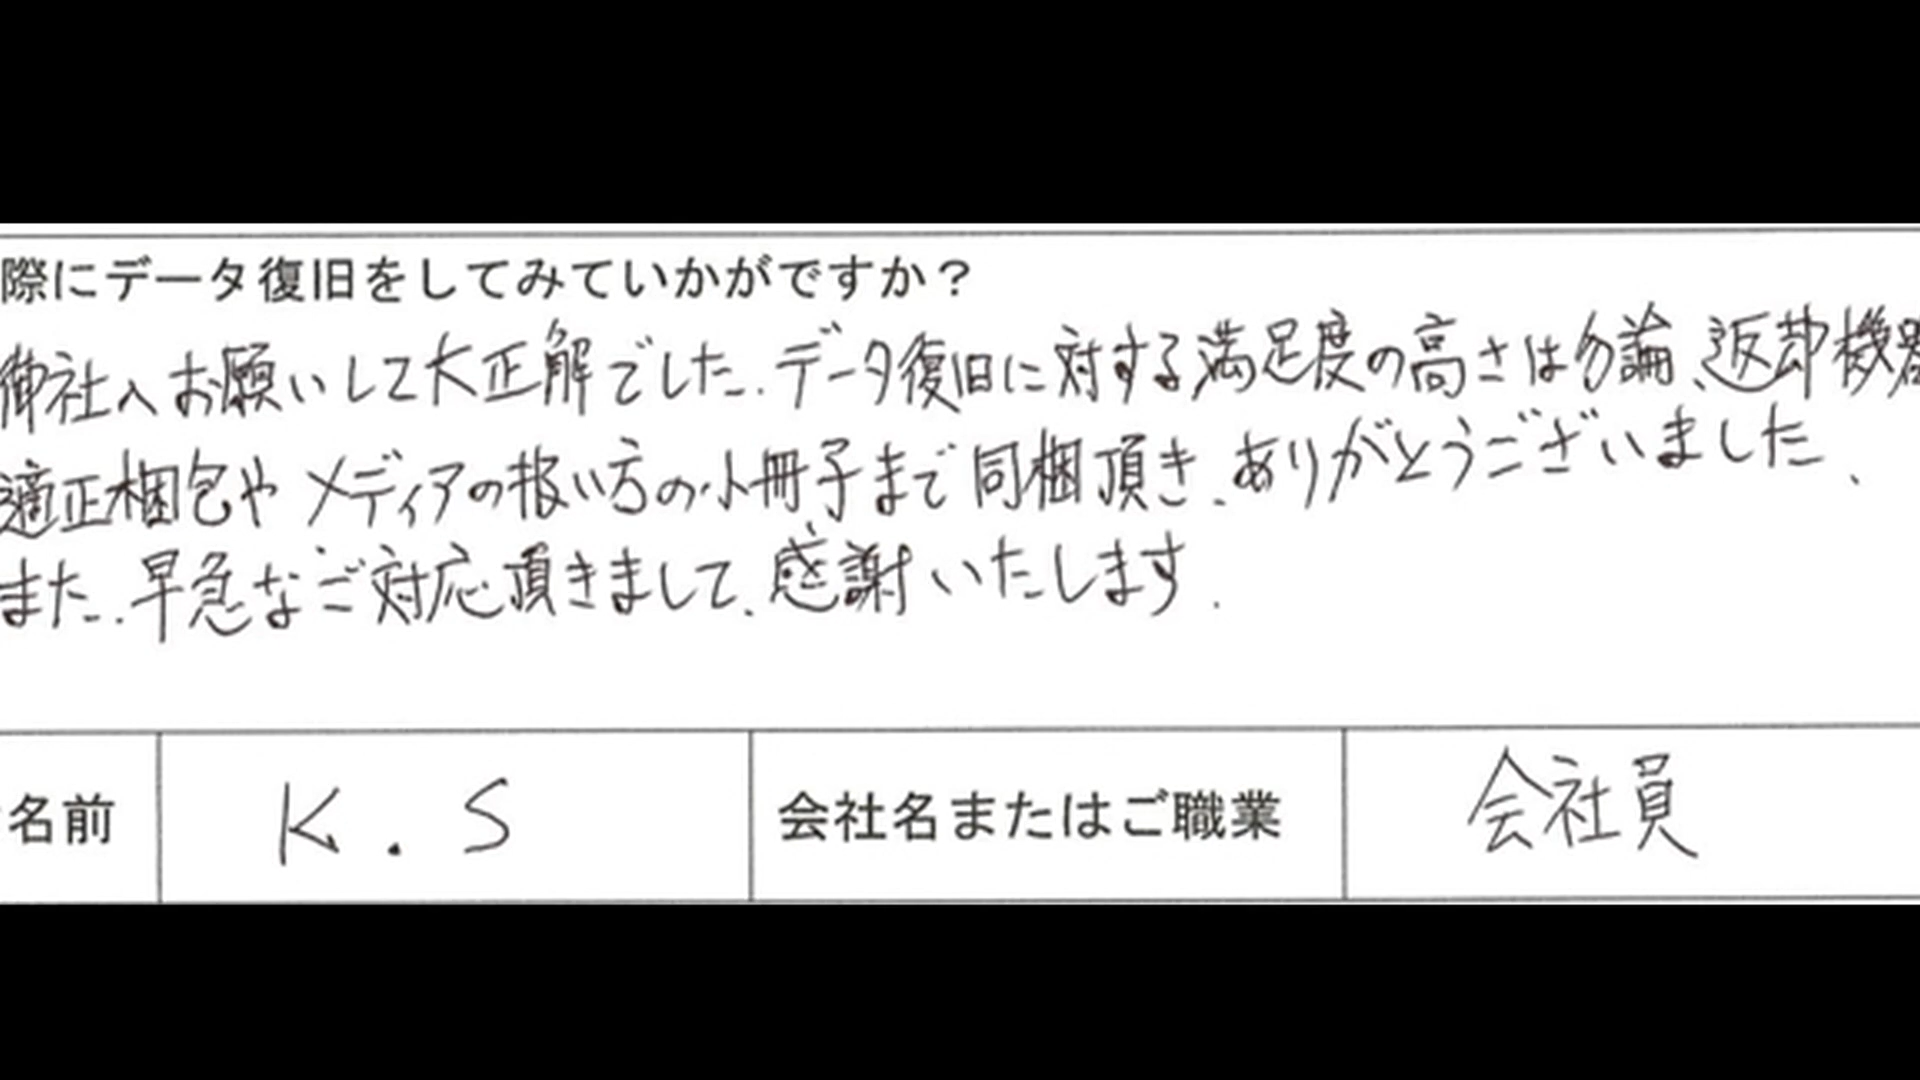 際にデータ復旧をしてみていかがですか?
御社へお願いして大正解でした.データ復旧に対する満足度の高さは勿論、返却機器
適正梱包やメディアの扱い方の小冊子まで同梱頂き、ありがとうございました、
また、早急なご対応頂きまして、感謝いたします.
名前
K.S
会社名またはご職業
会社員